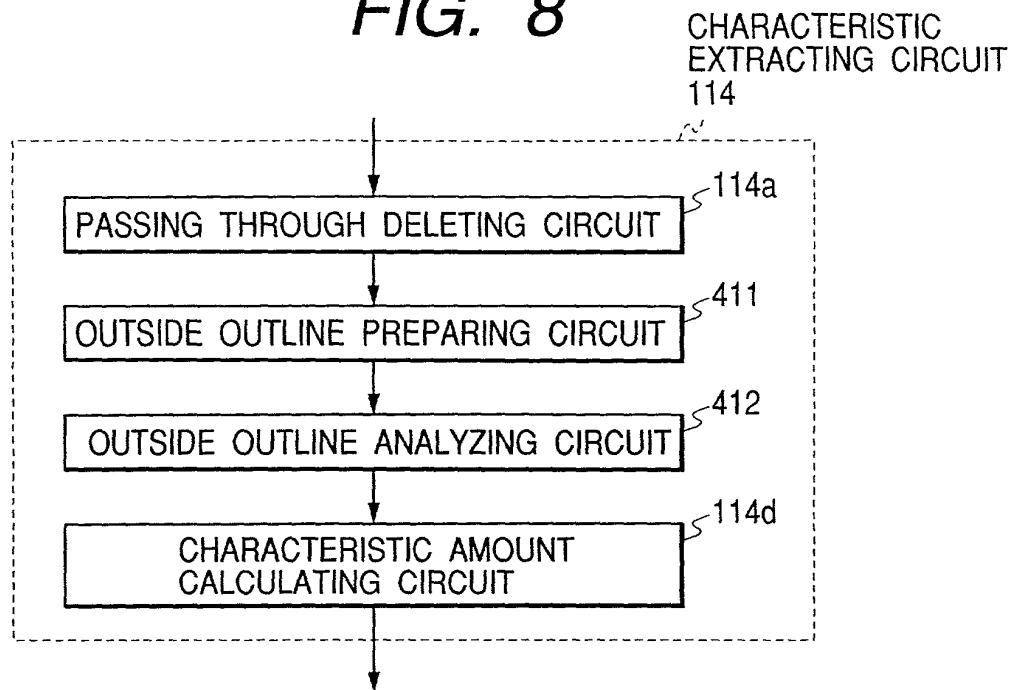 FIG. 8
CHARACTERISTIC
EXTRACTING CIRCUIT
114
114a
PASSING THROUGH DELETING CIRCUIT
411
OUTSIDE OUTLINE PREPARING CIRCUIT
412
OUTSIDE OUTLINE ANALYZING CIRCUIT
114d
CHARACTERISTIC AMOUNT
CALCULATING CIRCUIT